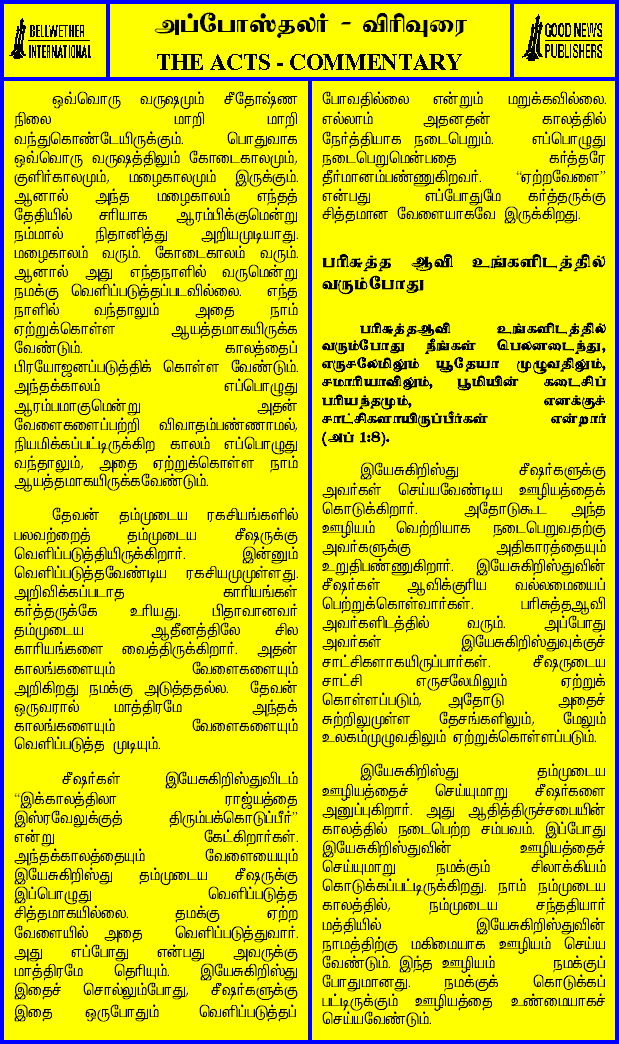 BELLWETHER
INTERNATIONAL
அப்போஸ்தலர் - விரிவுரை
THE ACTS - COMMENTARY
GOOD NEWS
PUBLISHERS
ஒவ்வொரு வருஷமும் சீதோஷ்ண
நிலை மாறி மாறி
வந்துகொண்டேயிருக்கும். பொதுவாக
ஒவ்வொரு வருஷத்திலும் கோடைகாலமும்,
குளிர்காலமும், மழைகாலமும் இருக்கும்.
ஆனால் அந்த மழைகாலம் எந்தத்
தேதியில் சரியாக ஆரம்பிக்குமென்று
நம்மால் நிதானித்து அறியமுடியாது.
மழைகாலம் வரும். கோடைகாலம் வரும்.
ஆனால் அது எந்தநாளில் வருமென்று
நமக்கு வெளிப்படுத்தப்படவில்லை. எந்த
நாளில் வந்தாலும் அதை நாம்
ஏற்றுக்கொள்ள ஆயத்தமாகயிருக்க
வேண்டும். காலத்தைப்
பிரயோஜனப்படுத்திக் கொள்ள வேண்டும்.
அந்தக்காலம் எப்பொழுது
ஆரம்பமாகுமென்று அதன்
வேளைகளைப்பற்றி விவாதம்பண்ணாமல்,
நியமிக்கப்பட்டிருக்கிற காலம் எப்பொழுது
வந்தாலும், அதை ஏற்றுக்கொள்ள நாம்
ஆயத்தமாகயிருக்கவேண்டும்.
தேவன் தம்முடைய ரகசியங்களில்
பலவற்றைத் தம்முடைய சீஷருக்கு
வெளிப்படுத்தியிருக்கிறார். இன்னும்
வெளிப்படுத்தவேண்டிய ரகசியமுமுள்ளது.
அறிவிக்கப்படாத காரியங்கள்
கர்த்தருக்கே உரியது. பிதாவானவர்
தம்முடைய ஆதீனத்திலே சில
காரியங்களை வைத்திருக்கிறார். அதன்
காலங்களையும் வேளைகளையும்
அறிகிறது நமக்கு அடுத்ததல்ல. தேவன்
ஒருவரால் மாத்திரமே அந்தக்
காலங்களையும் வேளைகளையும்
வெளிப்படுத்த முடியும்.
சீஷர்கள் இயேசுகிறிஸ்துவிடம்
“இக்காலத்திலா ராஜ்யத்தை
இஸ்ரவேலுக்குத் திரும்பக்கொடுப்பீர்”
என்று கேட்கிறார்கள்.
அந்தக்காலத்தையும் வேளையையும்
இயேசுகிறிஸ்து தம்முடைய சீஷருக்கு
இப்பொழுது வெளிப்படுத்த
சித்தமாகயில்லை. தமக்கு ஏற்ற
வேளையில் அதை வெளிப்படுத்துவார்.
அது எப்போது என்பது அவருக்கு
மாத்திரமே தெரியும். இயேசுகிறிஸ்து
இதைச் சொல்லும்போது, சீஷர்களுக்கு
இதை ஒருபோதும் வெளிப்படுத்தப்
போவதில்லை என்றும் மறுக்கவில்லை.
எல்லாம் அதனதன் காலத்தில்
நேர்த்தியாக நடைபெறும். எப்பொழுது
நடைபெறுமென்பதை கர்த்தரே
தீர்மானம்பண்ணுகிறவர். “ஏற்றவேளை”
என்பது எப்போதுமே கர்த்தருக்கு
சித்தமான வேளையாகவே இருக்கிறது.
பரிசுத்த ஆவி உங்களிடத்தில்
வரும்போது
பரிசுத்தஆவி உங்களிடத்தில்
வரும்போது நீங்கள் பெலனடைந்து,
எருசலேமிலும் யூதேயா முழுவதிலும்,
சமாரியாவிலும், பூமியின் கடைசிப்
பரியந்தமும், எனக்குச்
சாட்சிகளாயிருப்பீர்கள் என்றார்
(அப் 1:8).
இயேசுகிறிஸ்து சீஷர்களுக்கு
அவர்கள் செய்யவேண்டிய ஊழியத்தைக்
கொடுக்கிறார். அதோடுகூட அந்த
ஊழியம் வெற்றியாக நடைபெறுவதற்கு
அவர்களுக்கு அதிகாரத்தையும்
உறுதிபண்ணுகிறார். இயேசுகிறிஸ்துவின்
சீஷர்கள் ஆவிக்குரிய வல்லமையைப்
பெற்றுக்கொள்வார்கள். பரிசுத்தஆவி
அவர்களிடத்தில் வரும். அப்போது
அவர்கள் இயேசுகிறிஸ்துவுக்குச்
சாட்சிகளாகயிருப்பார்கள். சீஷருடைய
சாட்சி எருசலேமிலும் ஏற்றுக்
கொள்ளப்படும், அதோடு அதைச்
சுற்றிலுமுள்ள தேசங்களிலும், மேலும்
உலகம்முழுவதிலும் ஏற்றுக்கொள்ளப்படும்.
இயேசுகிறிஸ்து தம்முடைய
ஊழியத்தைச் செய்யுமாறு சீஷர்களை
அனுப்புகிறார். அது ஆதித்திருச்சபையின்
காலத்தில் நடைபெற்ற சம்பவம். இப்போது
இயேசுகிறிஸ்துவின் ஊழியத்தைச்
செய்யுமாறு நமக்கும் சிலாக்கியம்
கொடுக்கப்பட்டிருக்கிறது. நாம் நம்முடைய
காலத்தில், நம்முடைய சந்ததியார்
மத்தியில் இயேசுகிறிஸ்துவின்
நாமத்திற்கு மகிமையாக ஊழியம் செய்ய
வேண்டும். இந்த ஊழியம் நமக்குப்
போதுமானது. நமக்குக் கொடுக்கப்
பட்டிருக்கும் ஊழியத்தை உண்மையாகச்
செய்யவேண்டும்.